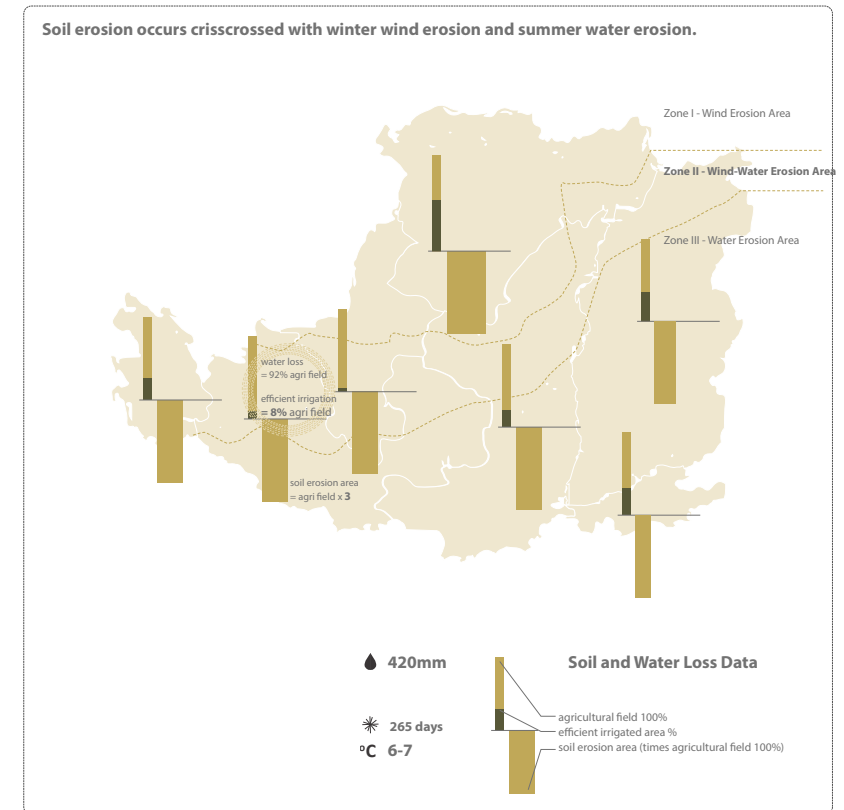 Soil erosion occurs crisscrossed with winter wind erosion and summer water erosion.
Zone I - Wind Erosion Area
Zone II - Wind-Water Erosion Area
Zone III - Water Erosion Area
water loss
= 92% agri field
efficient irrigation
= 8% agri field
soil erosion area
= agri field x 3
420mm
265 days
°C 6-7
Soil and Water Loss Data
agricultural field 100%
efficient irrigated area %
soil erosion area (times agricultural field 100%)